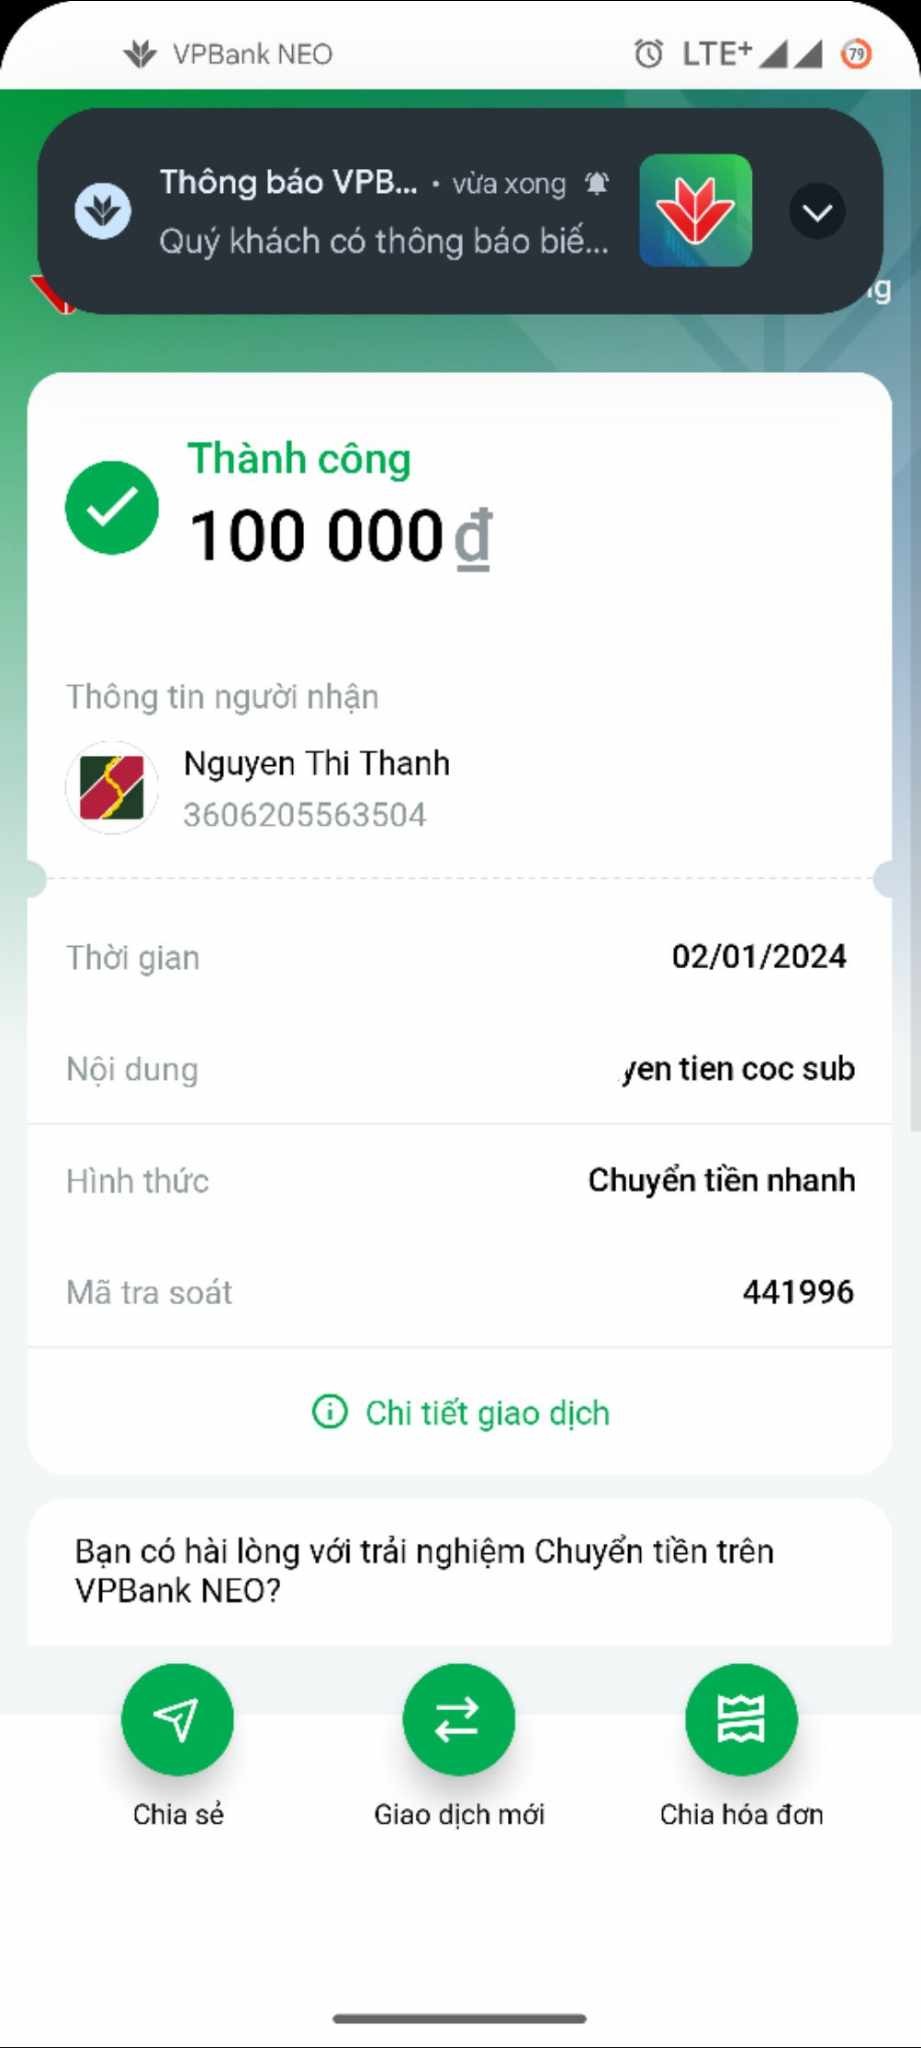 VPBank NEO
LTE+
79
Thông báo VPB... • vừa xong
Quý khách có thông báo biế...
Thành công
100 000 đ
Thông tin người nhận
Nguyen Thi Thanh
3606205563504
Thời gian 02/01/2024
Nội dung yen tien coc sub
Hình thức Chuyển tiền nhanh
Mã tra soát 441996
Chi tiết giao dịch
Bạn có hài lòng với trải nghiệm Chuyển tiền trên
VPBank NEO?
Chia sẻ Giao dịch mới Chia hóa đơn